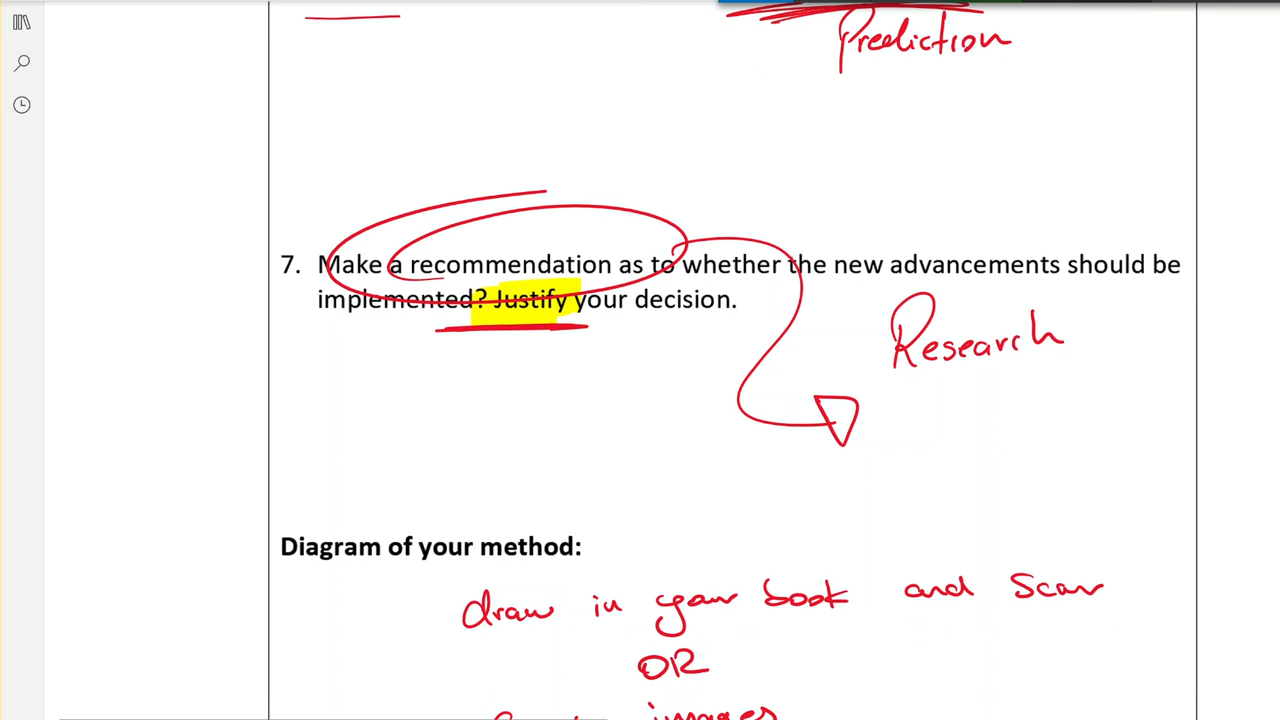 Prediction
7. Make a recommendation as to whether the new advancements should be
implemented? Justify your decision.
Research
Diagram of your method:
draw in your book and scan
OR
images